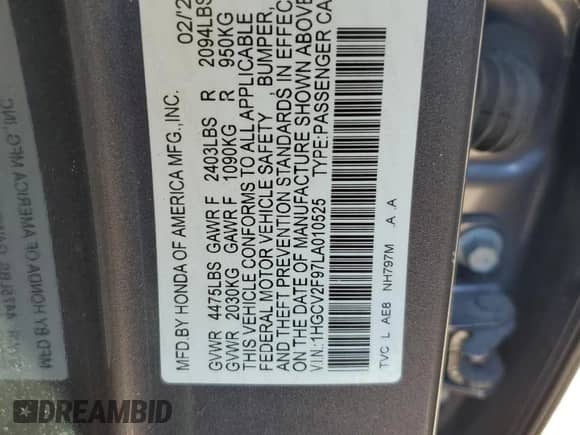 MFD.BY HONDA OF AMERICA MFG.,INC. 02/2
GVWR 4475LBS GAWR F 2403LBS R 2094LBS
GVWR 2030KG GAWR F 1090KG R 950KG
THIS VEHICLE CONFORMS TO ALL APPLICABLE
FEDERAL MOTOR VEHICLE SAFETY , BUMPER,
AND THEFT PREVENTION STANDARDS IN EFFEC
ON THE DATE OF MANUFACTURE SHOWN ABOVE
V.I.N.:1HGCV2F97LA010525 TYPE:PASSENGER CA
TVC L AE8 NH797M .A .A
DREAMBID